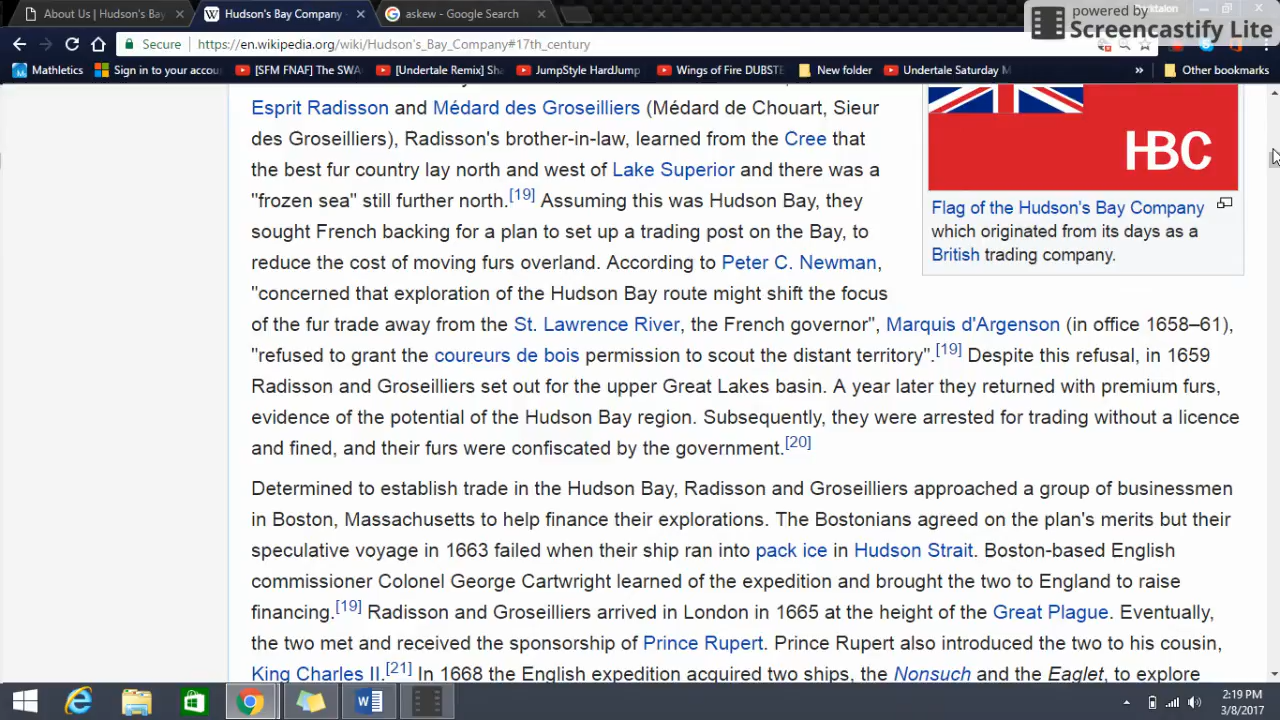 About Us | Hudson's Bay
Hudson's Bay Company
askew - Google Search
powered by
Screencastify Lite
Secure
https://en.wikipedia.org/wiki/Hudson's_Bay_Company#17th_century
Mathletics
Sign in to your accou
[SFM FNAF] The SWA
[Undertale Remix] Sha
JumpStyle HardJump
Wings of Fire DUBSTE
New folder
Undertale Saturday M
»
Other bookmarks
Esprit Radisson and Médard des Groseilliers (Médard de Chouart, Sieur
des Groseilliers), Radisson's brother-in-law, learned from the Cree that
the best fur country lay north and west of Lake Superior and there was a
"frozen sea" still further north.[19] Assuming this was Hudson Bay, they
sought French backing for a plan to set up a trading post on the Bay, to
reduce the cost of moving furs overland. According to Peter C. Newman,
"concerned that exploration of the Hudson Bay route might shift the focus
of the fur trade away from the St. Lawrence River, the French governor", Marquis d'Argenson (in office 1658–61),
"refused to grant the coureurs de bois permission to scout the distant territory".[19] Despite this refusal, in 1659
Radisson and Groseilliers set out for the upper Great Lakes basin. A year later they returned with premium furs,
evidence of the potential of the Hudson Bay region. Subsequently, they were arrested for trading without a licence
and fined, and their furs were confiscated by the government.[20]
HBC
Flag of the Hudson's Bay Company
which originated from its days as a
British trading company.
Determined to establish trade in the Hudson Bay, Radisson and Groseilliers approached a group of businessmen
in Boston, Massachusetts to help finance their explorations. The Bostonians agreed on the plan's merits but their
speculative voyage in 1663 failed when their ship ran into pack ice in Hudson Strait. Boston-based English
commissioner Colonel George Cartwright learned of the expedition and brought the two to England to raise
financing.[19] Radisson and Groseilliers arrived in London in 1665 at the height of the Great Plague. Eventually,
the two met and received the sponsorship of Prince Rupert. Prince Rupert also introduced the two to his cousin,
King Charles II.[21] In 1668 the English expedition acquired two ships, the Nonsuch and the Eaglet, to explore
2:19 PM
3/8/2017